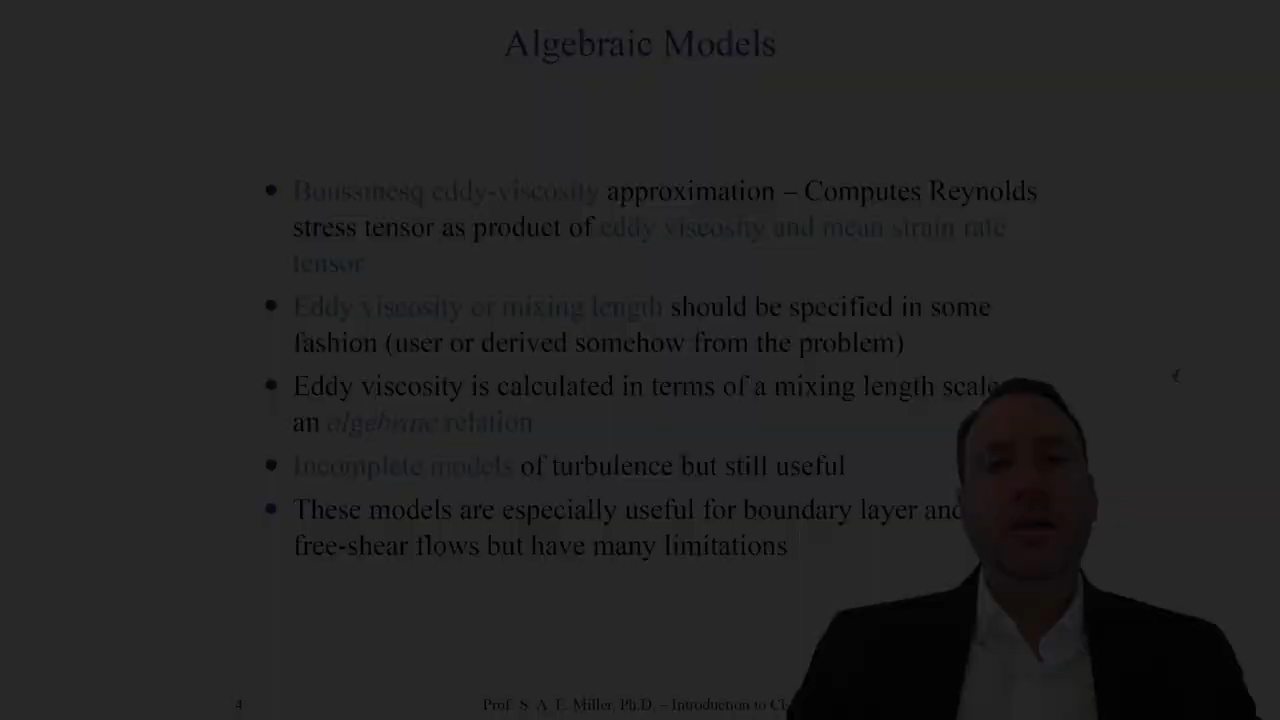 Algebraic Models
• Boussinesq eddy-viscosity approximation – Computes Reynolds
stress tensor as product of eddy viscosity and mean strain rate
tensor
• Eddy viscosity or mixing length should be specified in some
fashion (user or derived somehow from the problem)
• Eddy viscosity is calculated in terms of a mixing length scale
an algebraic relation
• Incomplete models of turbulence but still useful
• These models are especially useful for boundary layer and
free-shear flows but have many limitations
4
Prof. S. A. E. Miller, Ph.D. – Introduction to